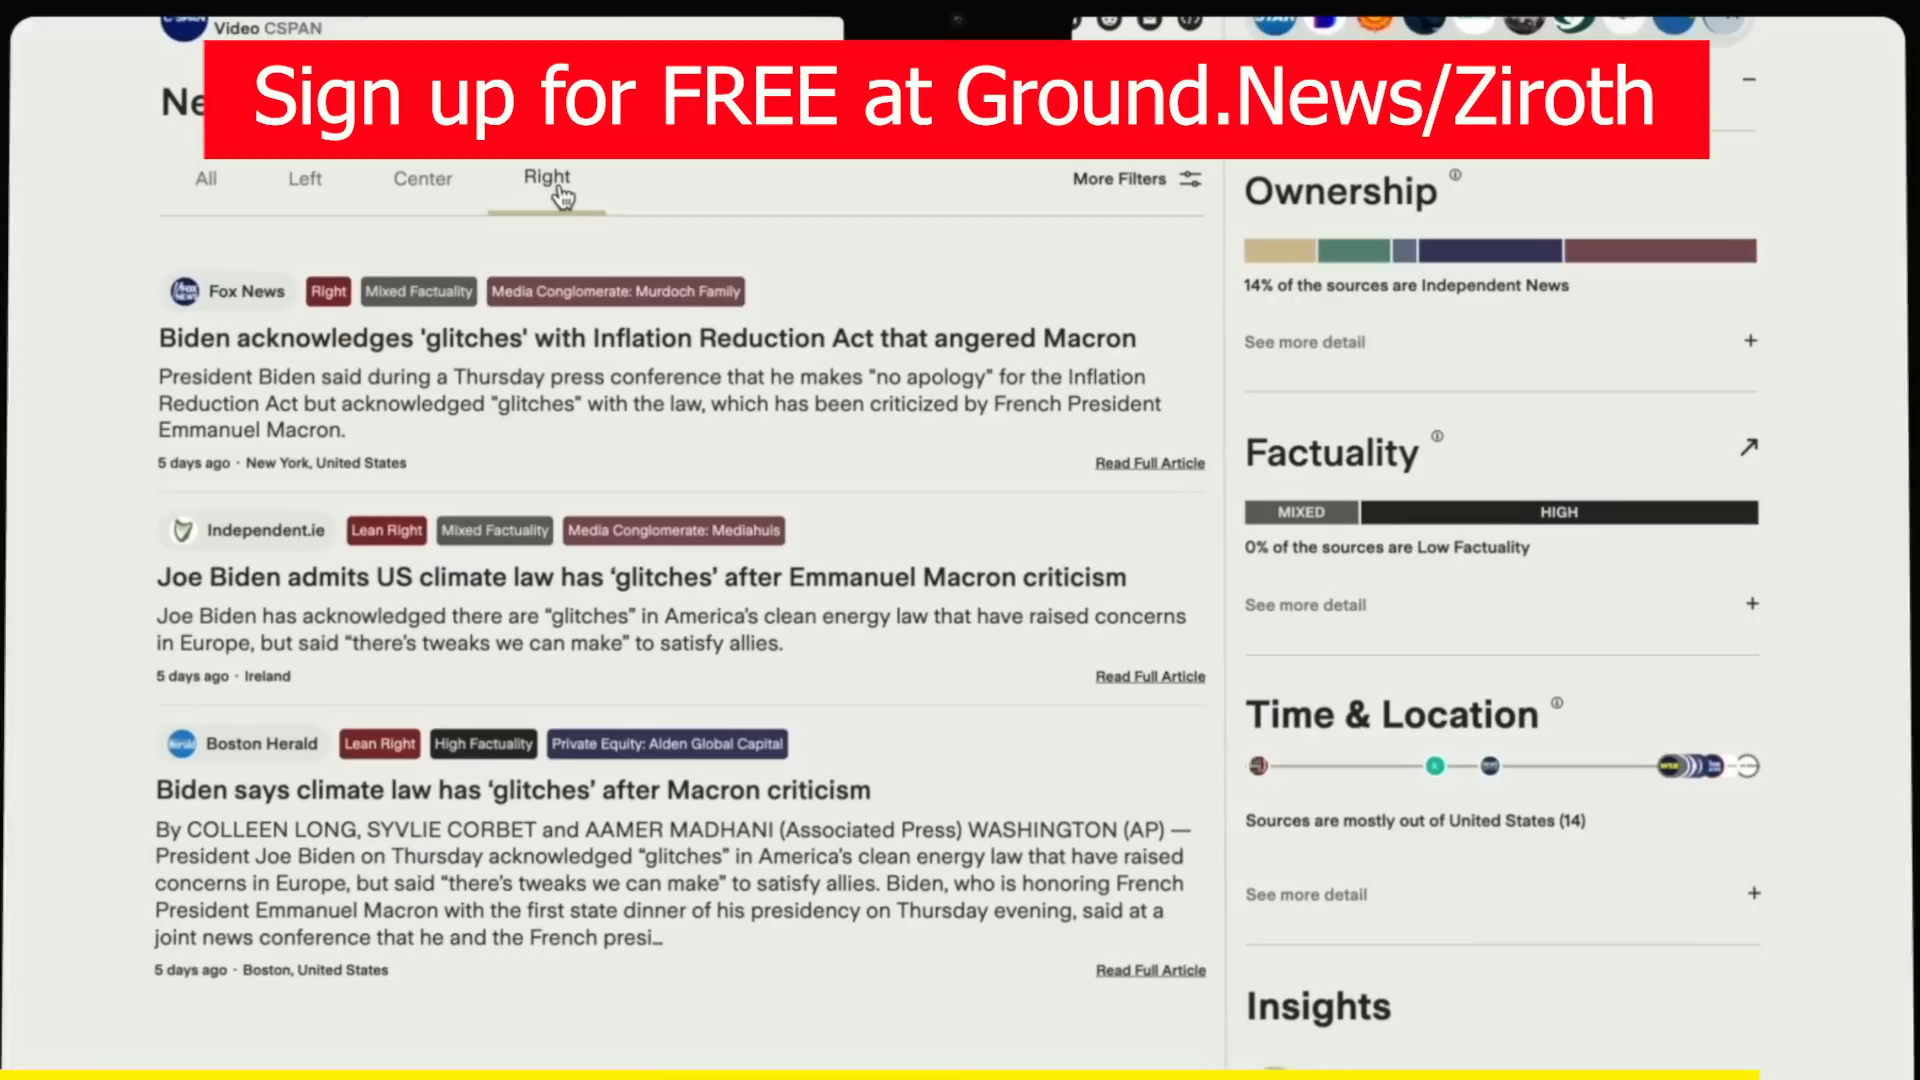 Video CSPAN
Sign up for FREE at Ground.News/Ziroth
Ne
All
Left
Center
Right
More Filters
Fox News
Right
Mixed Factuality
Media Conglomerate: Murdoch Family
Biden acknowledges 'glitches' with Inflation Reduction Act that angered Macron
President Biden said during a Thursday press conference that he makes "no apology" for the Inflation
Reduction Act but acknowledged "glitches" with the law, which has been criticized by French President
Emmanuel Macron.
5 days ago · New York, United States
Read Full Article
Independent.ie
Lean Right
Mixed Factuality
Media Conglomerate: Mediahuis
Joe Biden admits US climate law has ‘glitches’ after Emmanuel Macron criticism
Joe Biden has acknowledged there are “glitches” in America’s clean energy law that have raised concerns
in Europe, but said “there’s tweaks we can make” to satisfy allies.
5 days ago · Ireland
Read Full Article
Boston Herald
Lean Right
High Factuality
Private Equity: Alden Global Capital
Biden says climate law has ‘glitches’ after Macron criticism
By COLLEEN LONG, SYVLIE CORBET and AAMER MADHANI (Associated Press) WASHINGTON (AP) —
President Joe Biden on Thursday acknowledged “glitches” in America’s clean energy law that have raised
concerns in Europe, but said “there’s tweaks we can make” to satisfy allies. Biden, who is honoring French
President Emmanuel Macron with the first state dinner of his presidency on Thursday evening, said at a
joint news conference that he and the French presi…
5 days ago · Boston, United States
Read Full Article
Ownership
14% of the sources are Independent News
See more detail
Factuality
MIXED
HIGH
0% of the sources are Low Factuality
See more detail
Time & Location
Sources are mostly out of United States (14)
See more detail
Insights